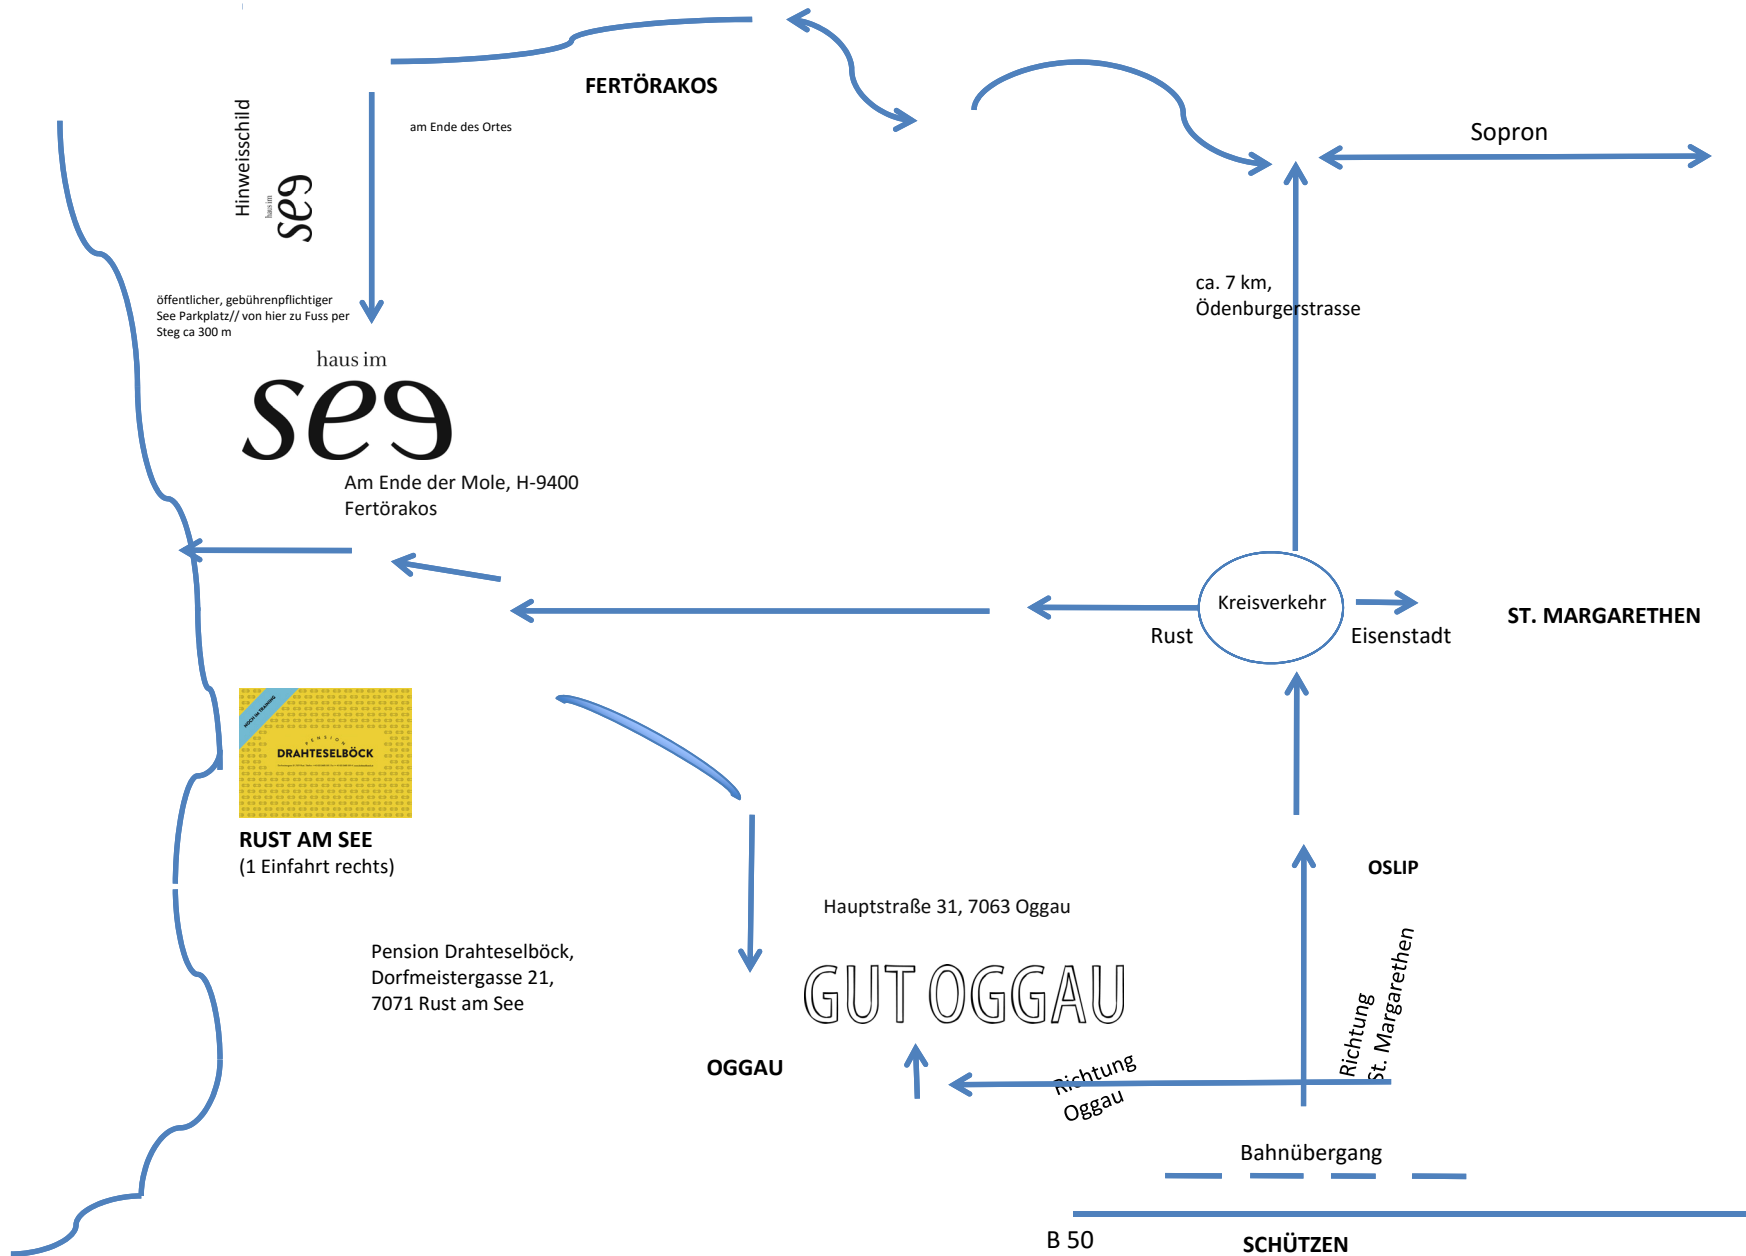 FERTÖRAKOS
Sopron
am Ende des Ortes
Hinweisschild
haus im
see
ca. 7 km,
Ödenburgerstrasse
öffentlicher, gebührenpflichtiger
See Parkplatz// von hier zu Fuss per
Steg ca 300 m
haus im
see
Am Ende der Mole, H-9400
Fertörakos
Kreisverkehr
Rust
Eisenstadt
ST. MARGARETHEN
NOCH IM TRAINING
PENSION
DRAHTESELBÖCK
RUST AM SEE
(1 Einfahrt rechts)
OSLIP
Hauptstraße 31, 7063 Oggau
Pension Drahteselböck,
Dorfmeistergasse 21,
7071 Rust am See
GUT OGGAU
Richtung
St. Margarethen
OGGAU
Richtung
Oggau
Bahnübergang
B 50
SCHÜTZEN